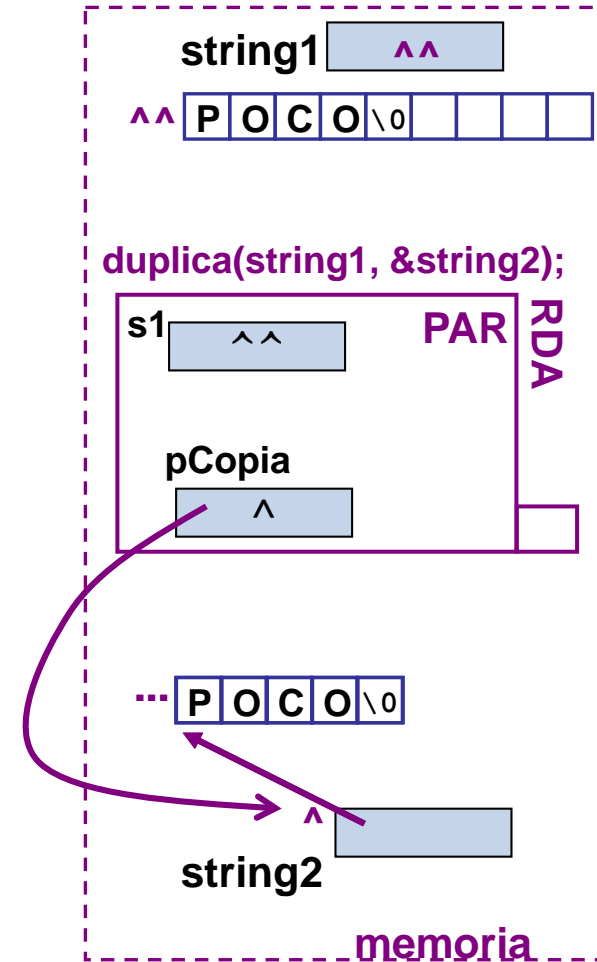 string1 ^^
^^ P O C O \0
duplica(string1, &string2);
s1 ^^ PAR RDA
pCopia
^
... P O C O \0
^
string2
memoria